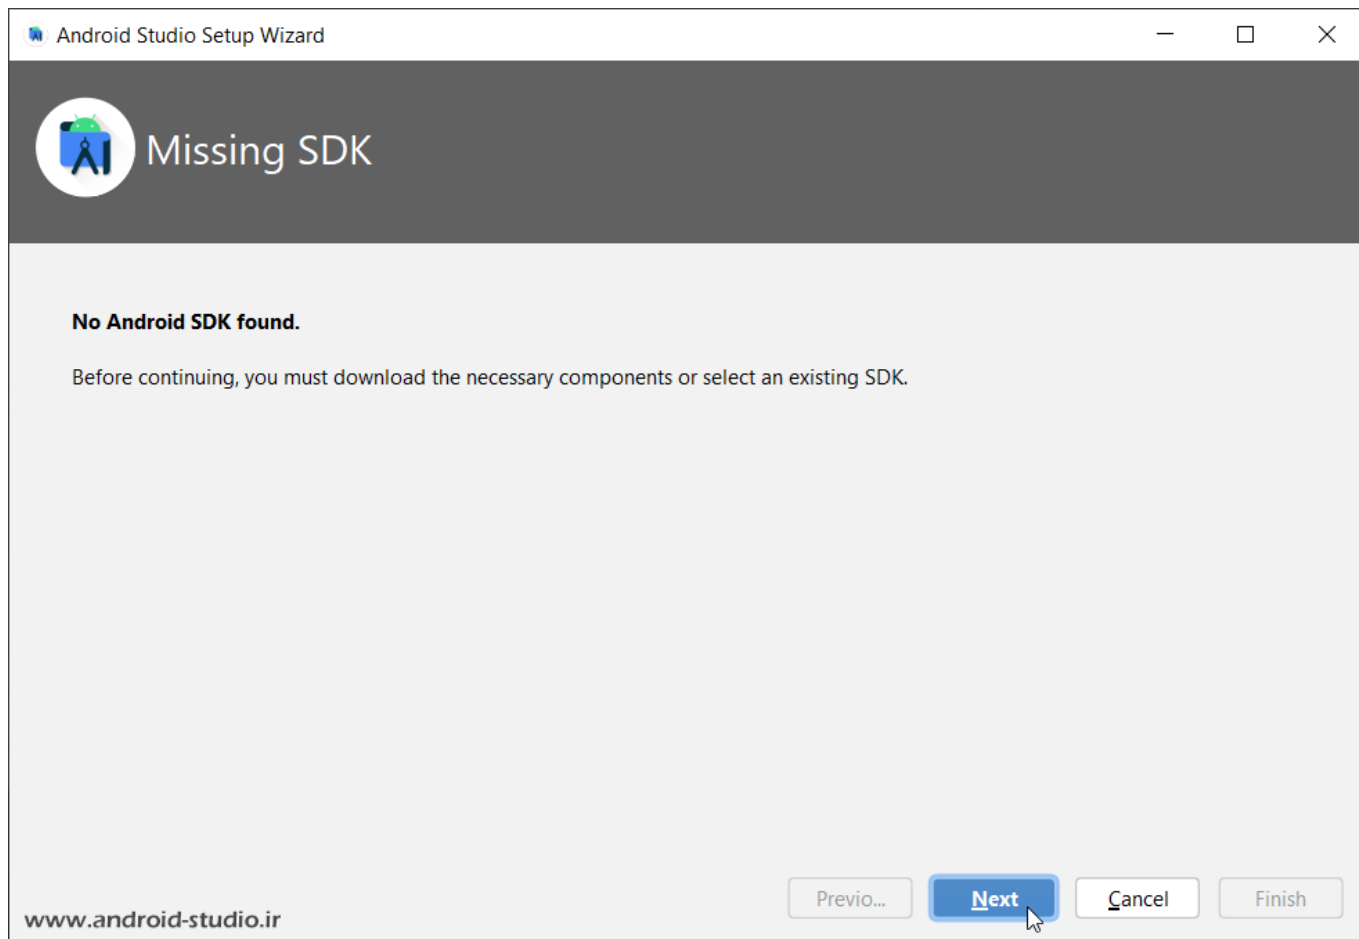 Android Studio Setup Wizard
Missing SDK
No Android SDK found.
Before continuing, you must download the necessary components or select an existing SDK.
Previo... Next Cancel Finish
www.android-studio.ir